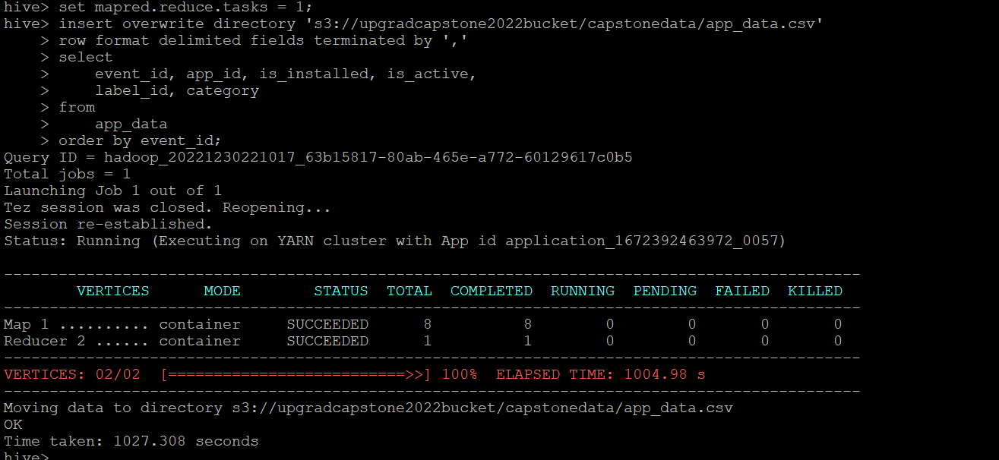 hive> set mapred.reduce.tasks = 1;
hive> insert overwrite directory 's3://upgradcapstone2022bucket/capstonedata/app_data.csv'
    > row format delimited fields terminated by ','
    > select
    >     event_id, app_id, is_installed, is_active,
    >     label_id, category
    > from
    >     app_data
    > order by event_id;
Query ID = hadoop_20221230221017_63b15817-80ab-465e-a772-60129617c0b5
Total jobs = 1
Launching Job 1 out of 1
Tez session was closed. Reopening...
Session re-established.
Status: Running (Executing on YARN cluster with App id application_1672392463972_0057)
----------------------------------------------------------------------------------------------
        VERTICES      MODE        STATUS  TOTAL  COMPLETED  RUNNING  PENDING  FAILED  KILLED
----------------------------------------------------------------------------------------------
Map 1 .......... container     SUCCEEDED      8          8        0        0       0       0
Reducer 2 ...... container     SUCCEEDED      1          1        0        0       0       0
----------------------------------------------------------------------------------------------
VERTICES: 02/02  [==========================>>] 100%  ELAPSED TIME: 1004.98 s
----------------------------------------------------------------------------------------------
Moving data to directory s3://upgradcapstone2022bucket/capstonedata/app_data.csv
OK
Time taken: 1027.308 seconds
hive>